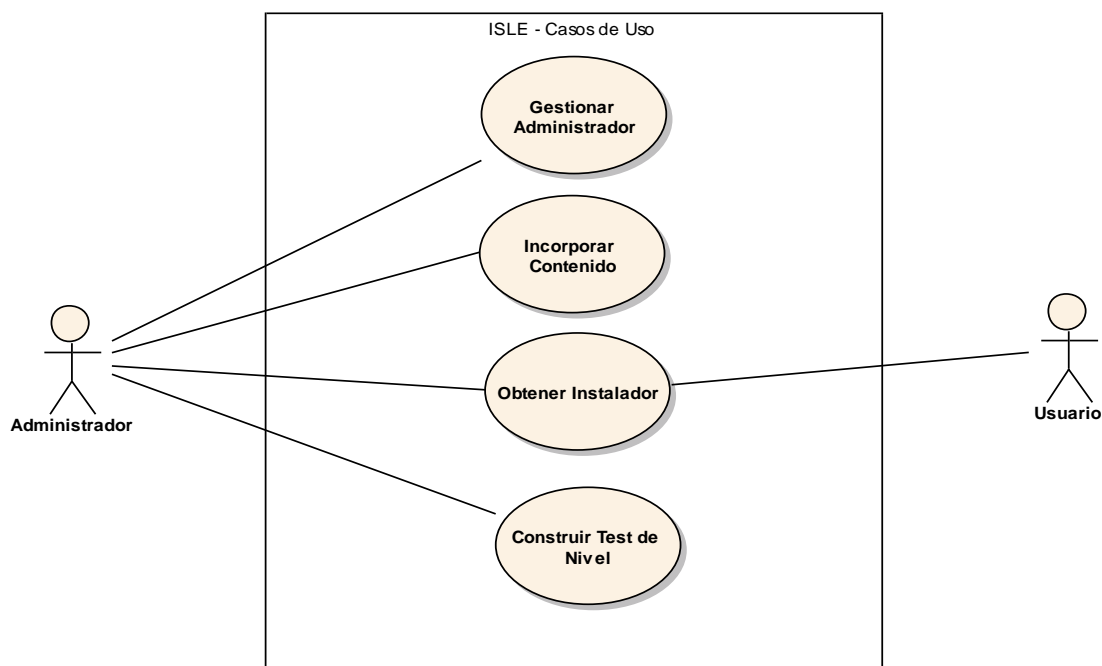 ISLE - Casos de Uso
Gestionar
Administrador
Incorporar
Contenido
Obtener Instalador
Construir Test de
Nivel
Administrador
Usuario